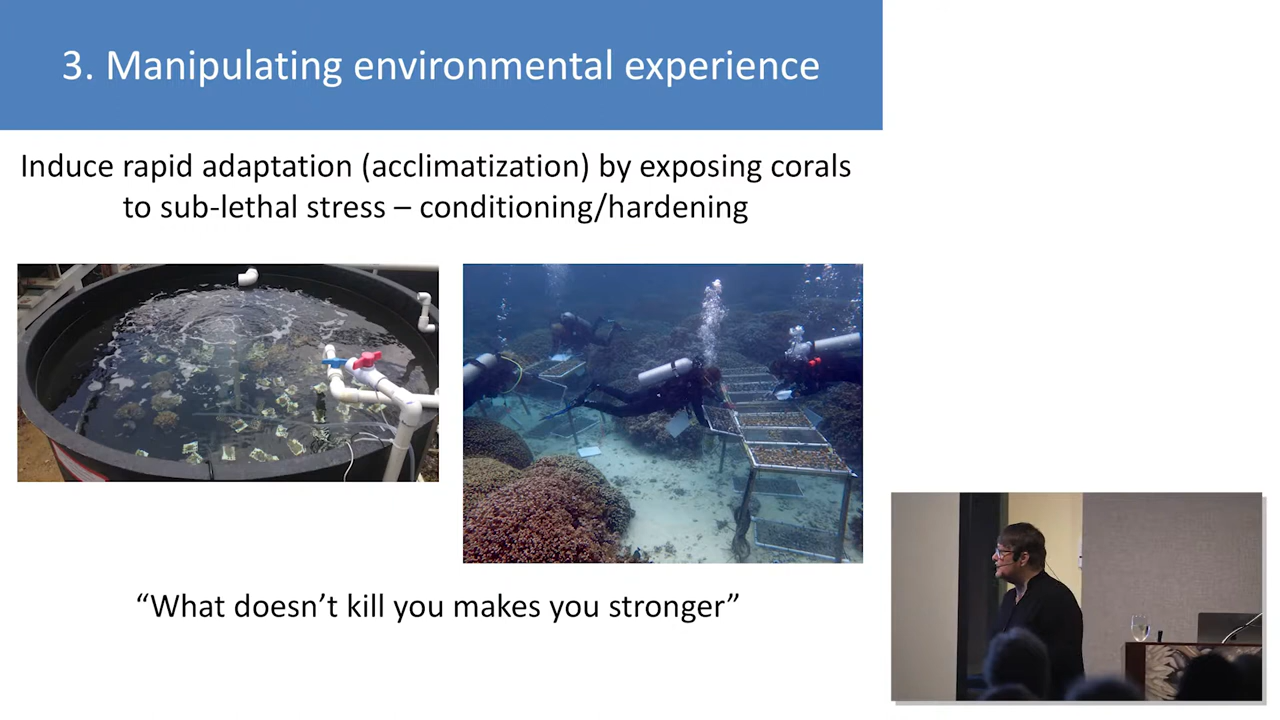 3. Manipulating environmental experience
Induce rapid adaptation (acclimatization) by exposing corals
to sub-lethal stress – conditioning/hardening
“What doesn’t kill you makes you stronger”